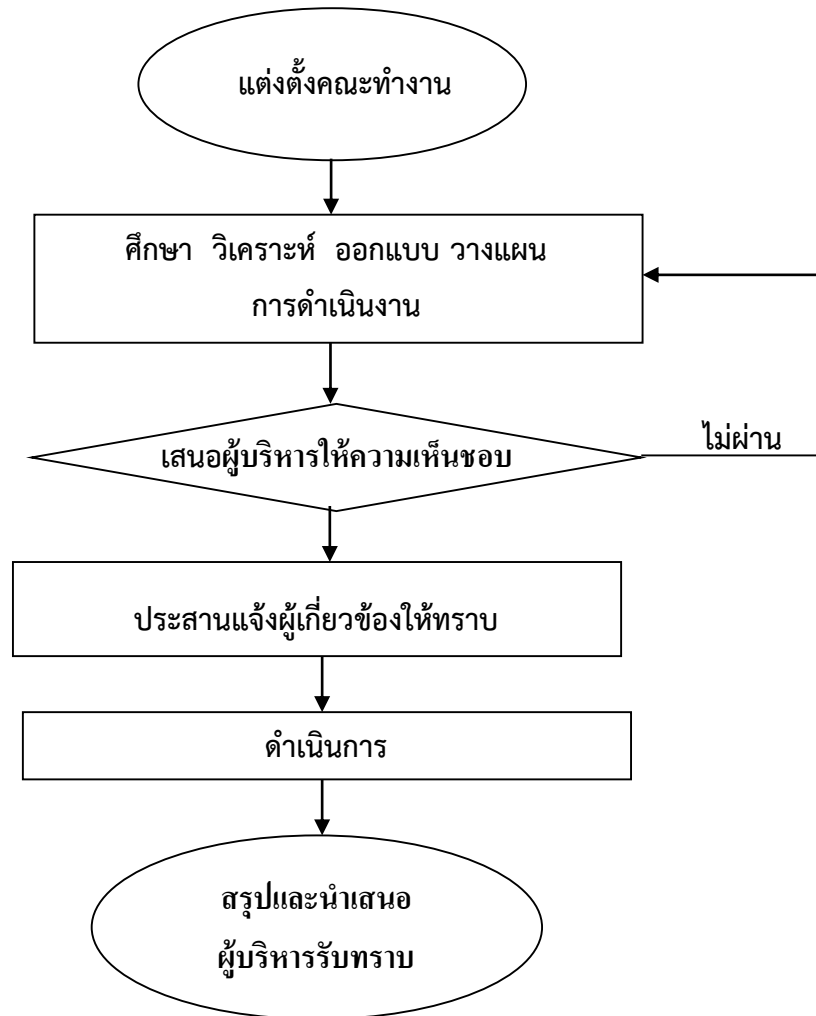 แต่งตั้งคณะทำงาน
ศึกษา วิเคราะห์ ออกแบบ วางแผน
การดำเนินงาน
เสนอผู้บริหารให้ความเห็นชอบ
ไม่ผ่าน
ประสานแจ้งผู้เกี่ยวข้องให้ทราบ
ดำเนินการ
สรุปและนำเสนอ
ผู้บริหารรับทราบ